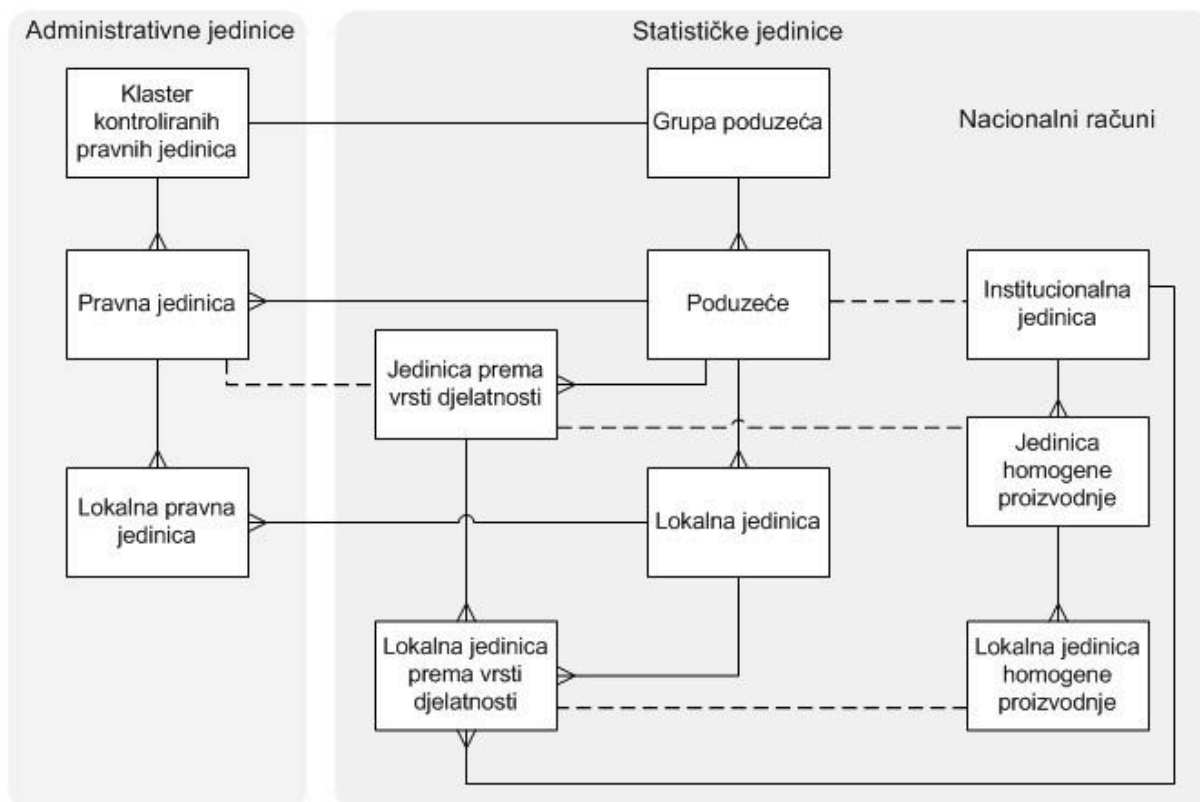 Administrativne jedinice
Statističke jedinice
Klaster
kontroliranih
pravnih jedinica
Grupa poduzeća
Nacionalni računi
Pravna jedinica
Poduzeće
Institucionalna
jedinica
Jedinica prema
vrsti djelatnosti
Jedinica
homogene
proizvodnje
Lokalna pravna
jedinica
Lokalna jedinica
Lokalna jedinica
prema vrsti
djelatnosti
Lokalna jedinica
homogene
proizvodnje